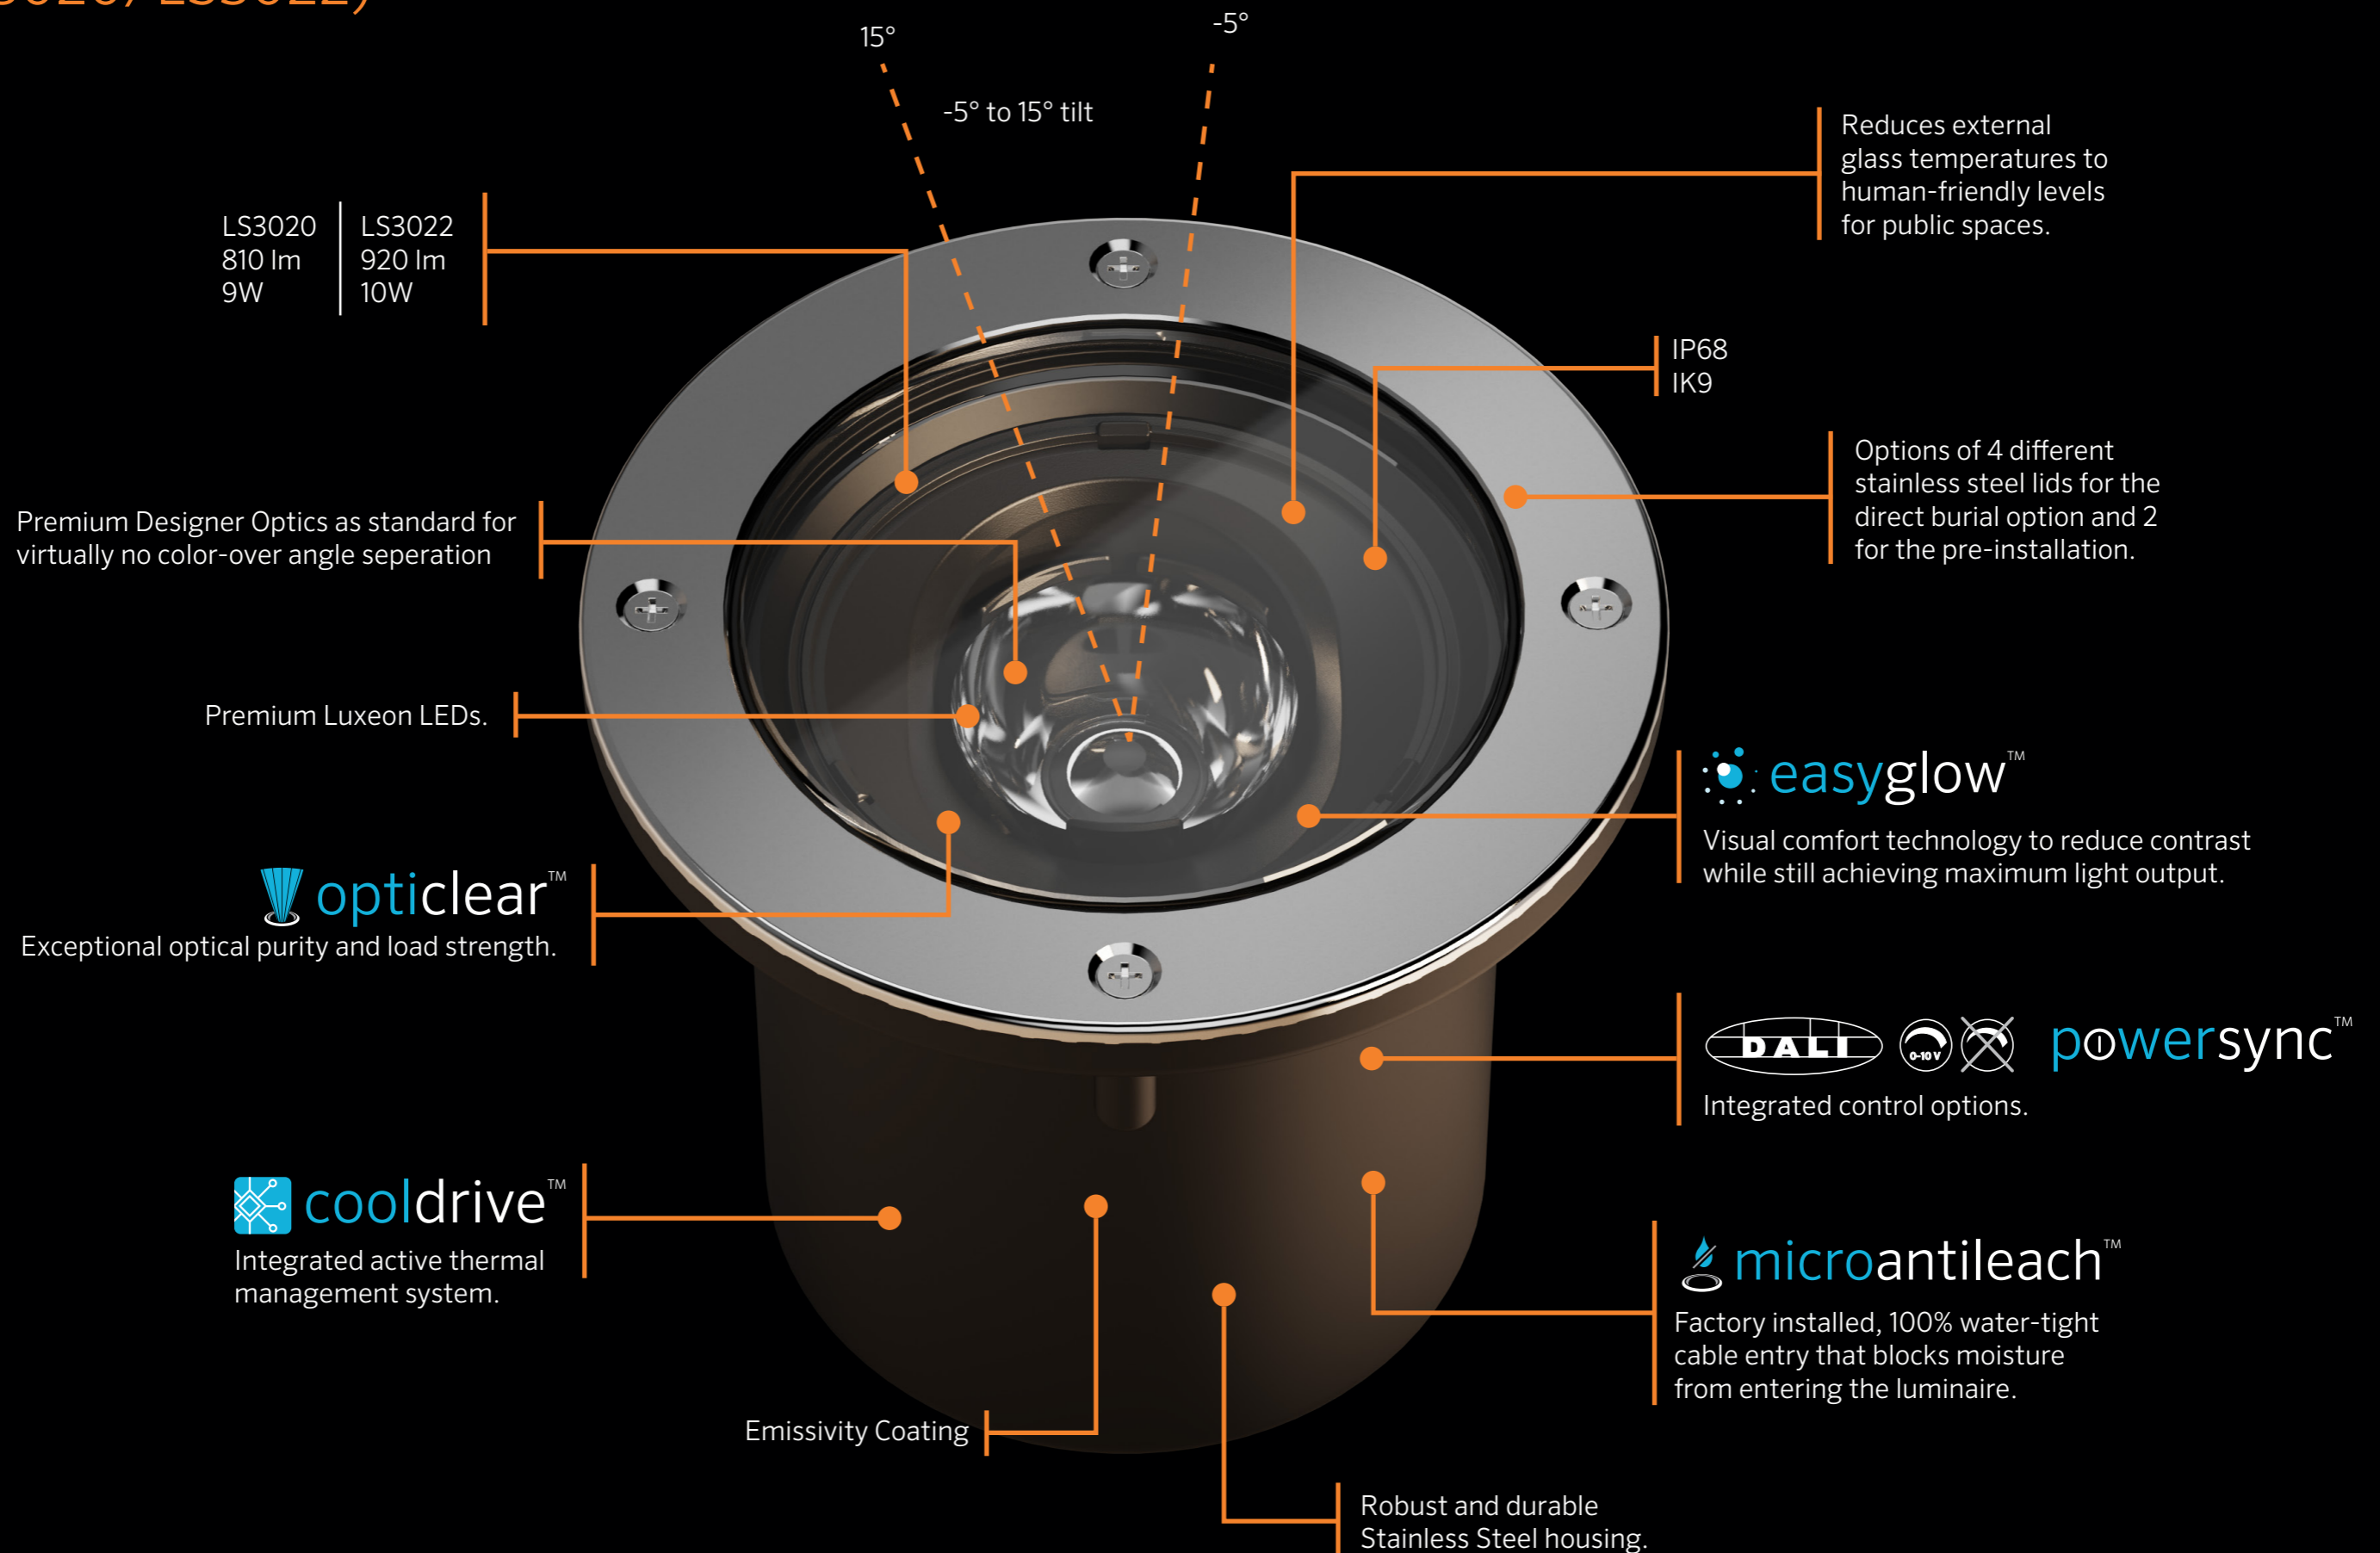 LS3022)
15°
-5°
-5° to 15° tilt
LS3020
810 lm
9W
LS3022
920 lm
10W
Reduces external
glass temperatures to
human-friendly levels
for public spaces.
IP68
IK9
Options of 4 different
stainless steel lids for the
direct burial option and 2
for the pre-installation.
Premium Designer Optics as standard for
virtually no color-over angle seperation
Premium Luxeon LEDs.
easyglow™
Visual comfort technology to reduce contrast
while still achieving maximum light output.
opticlear™
Exceptional optical purity and load strength.
DALI 0-10 V powersync™
Integrated control options.
cooldrive™
Integrated active thermal
management system.
microantileach™
Factory installed, 100% water-tight
cable entry that blocks moisture
from entering the luminaire.
Emissivity Coating
Robust and durable
Stainless Steel housing.